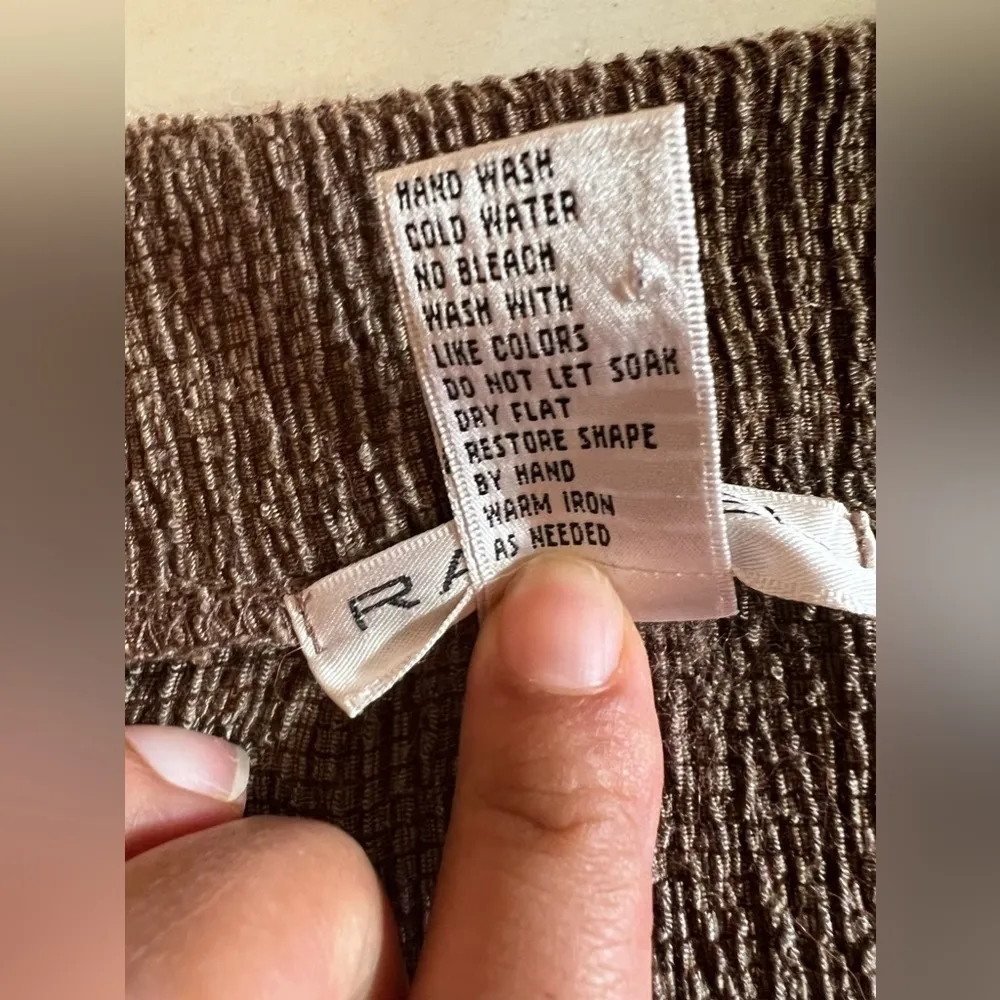 HAND WASH
COLD WATER
NO BLEACH
WASH WITH
LIKE COLORS
DO NOT LET SOAK
DRY FLAT
RESTORE SHAPE
BY HAND
WARM IRON
AS NEEDED